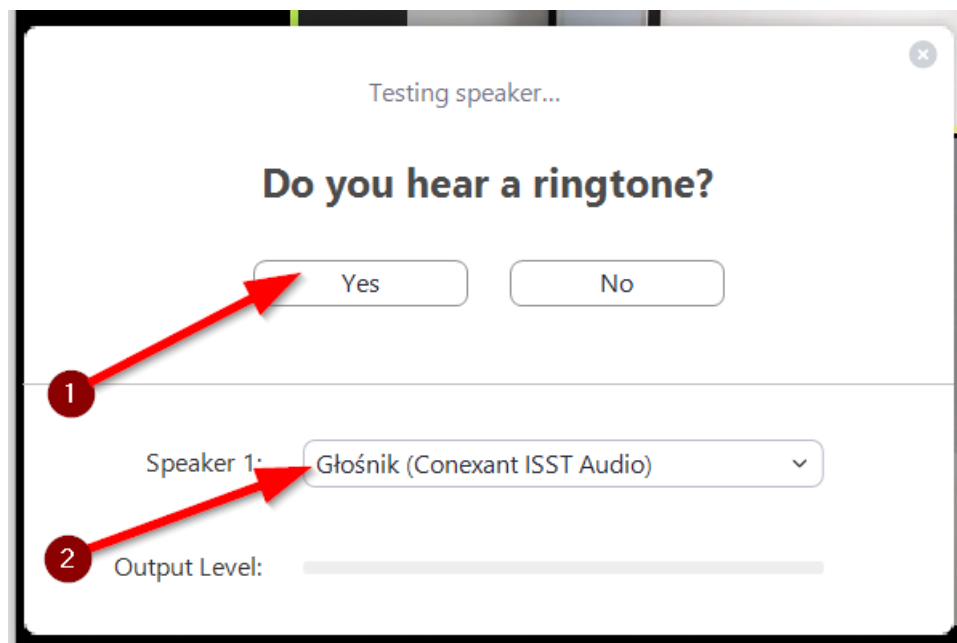 Testing speaker...
Do you hear a ringtone?
Yes No
1
Speaker 1: Głośnik (Conexant ISST Audio)
2
Output Level: